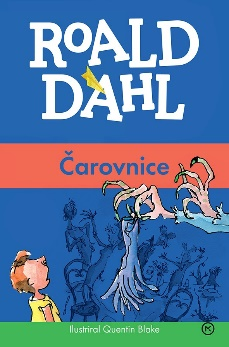 ROALD
DAHL
Čarovnice
Ilustriral Quentin Blake